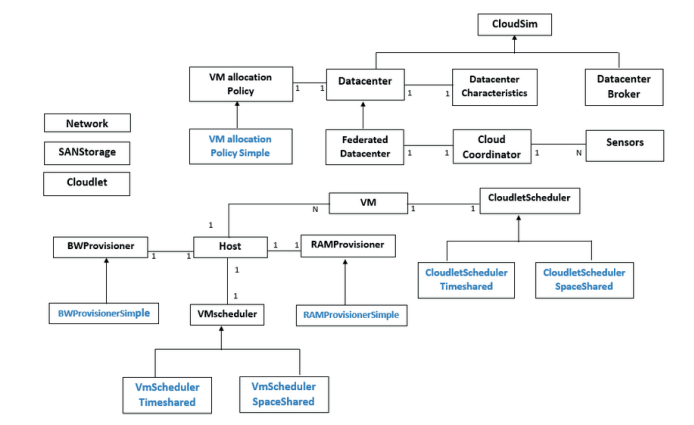 CloudSim
VM allocation
Policy
1
1
Datacenter
1
1
Datacenter
Characteristics
Datacenter
Broker
Network
SANStorage
Cloudlet
VM allocation
Policy Simple
Federated
Datacenter
1
1
Cloud
Coordinator
1
N
Sensors
VM
N
1
1
CloudletScheduler
1
BWProvisioner
1
1
Host
1
1
RAMProvisioner
1
1
CloudletScheduler
Timeshared
CloudletScheduler
SpaceShared
BWProvisionerSimple
VMscheduler
RAMProvisionerSimple
VmScheduler
Timeshared
VmScheduler
SpaceShared